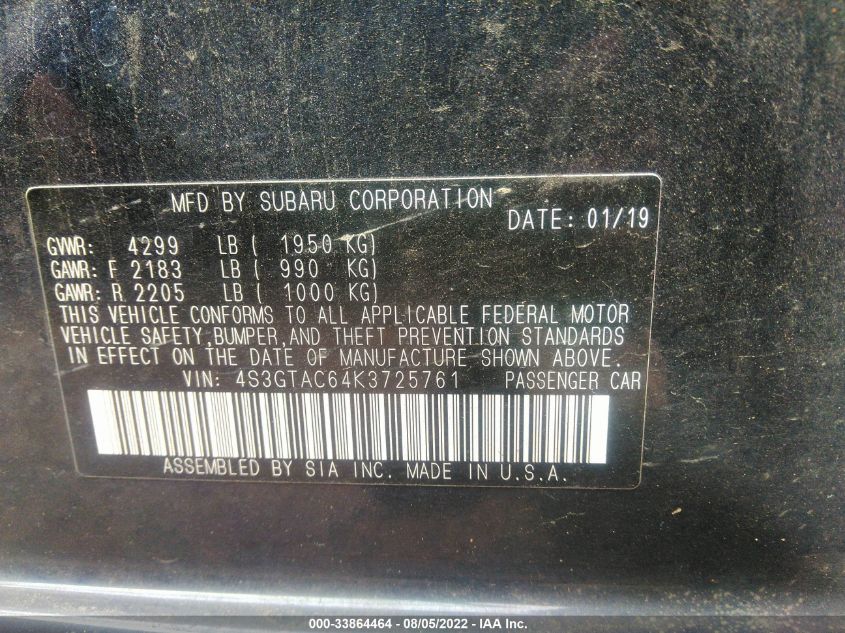 MFD BY SUBARU CORPORATION
DATE: 01/19
GVWR: 4299 LB ( 1950 KG)
GAWR: F 2183 LB ( 990 KG)
GAWR: R 2205 LB ( 1000 KG)
THIS VEHICLE CONFORMS TO ALL APPLICABLE FEDERAL MOTOR
VEHICLE SAFETY,BUMPER,AND THEFT PREVENTION STANDARDS
IN EFFECT ON THE DATE OF MANUFACTURE SHOWN ABOVE.
VIN: 4S3GTAC64K3725761 PASSENGER CAR
ASSEMBLED BY SIA INC. MADE IN U.S.A.
000-33864464 - 08/05/2022 - IAA Inc.